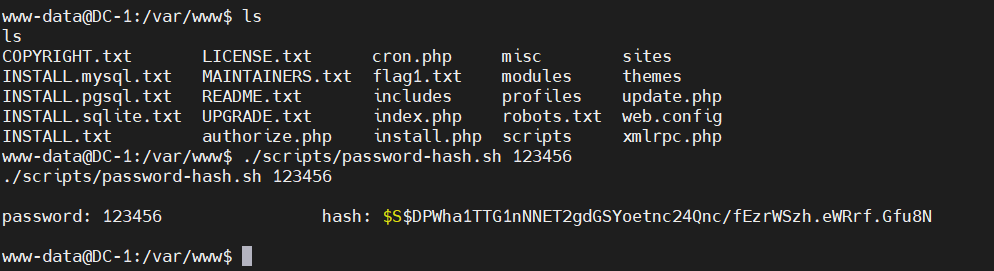 www-data@DC-1:/var/www$ ls
ls
COPYRIGHT.txt LICENSE.txt cron.php misc sites
INSTALL.mysql.txt MAINTAINERS.txt flag1.txt modules themes
INSTALL.pgsql.txt README.txt includes profiles update.php
INSTALL.sqlite.txt UPGRADE.txt index.php robots.txt web.config
INSTALL.txt authorize.php install.php scripts xmlrpc.php
www-data@DC-1:/var/www$ ./scripts/password-hash.sh 123456
./scripts/password-hash.sh 123456
password: 123456 hash: $S$DPWha1TTG1nNNET2gdGSYoetnc24Qnc/fEzrWSzh.eWRrf.Gfu8N
www-data@DC-1:/var/www$